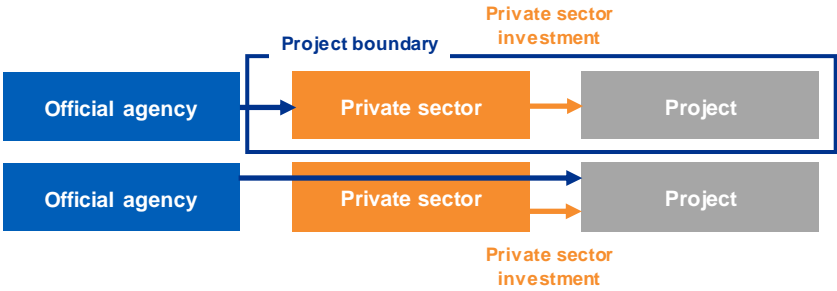 Private sector
investment
Project boundary
Official agency
Private sector
Project
Official agency
Private sector
Project
Private sector
investment